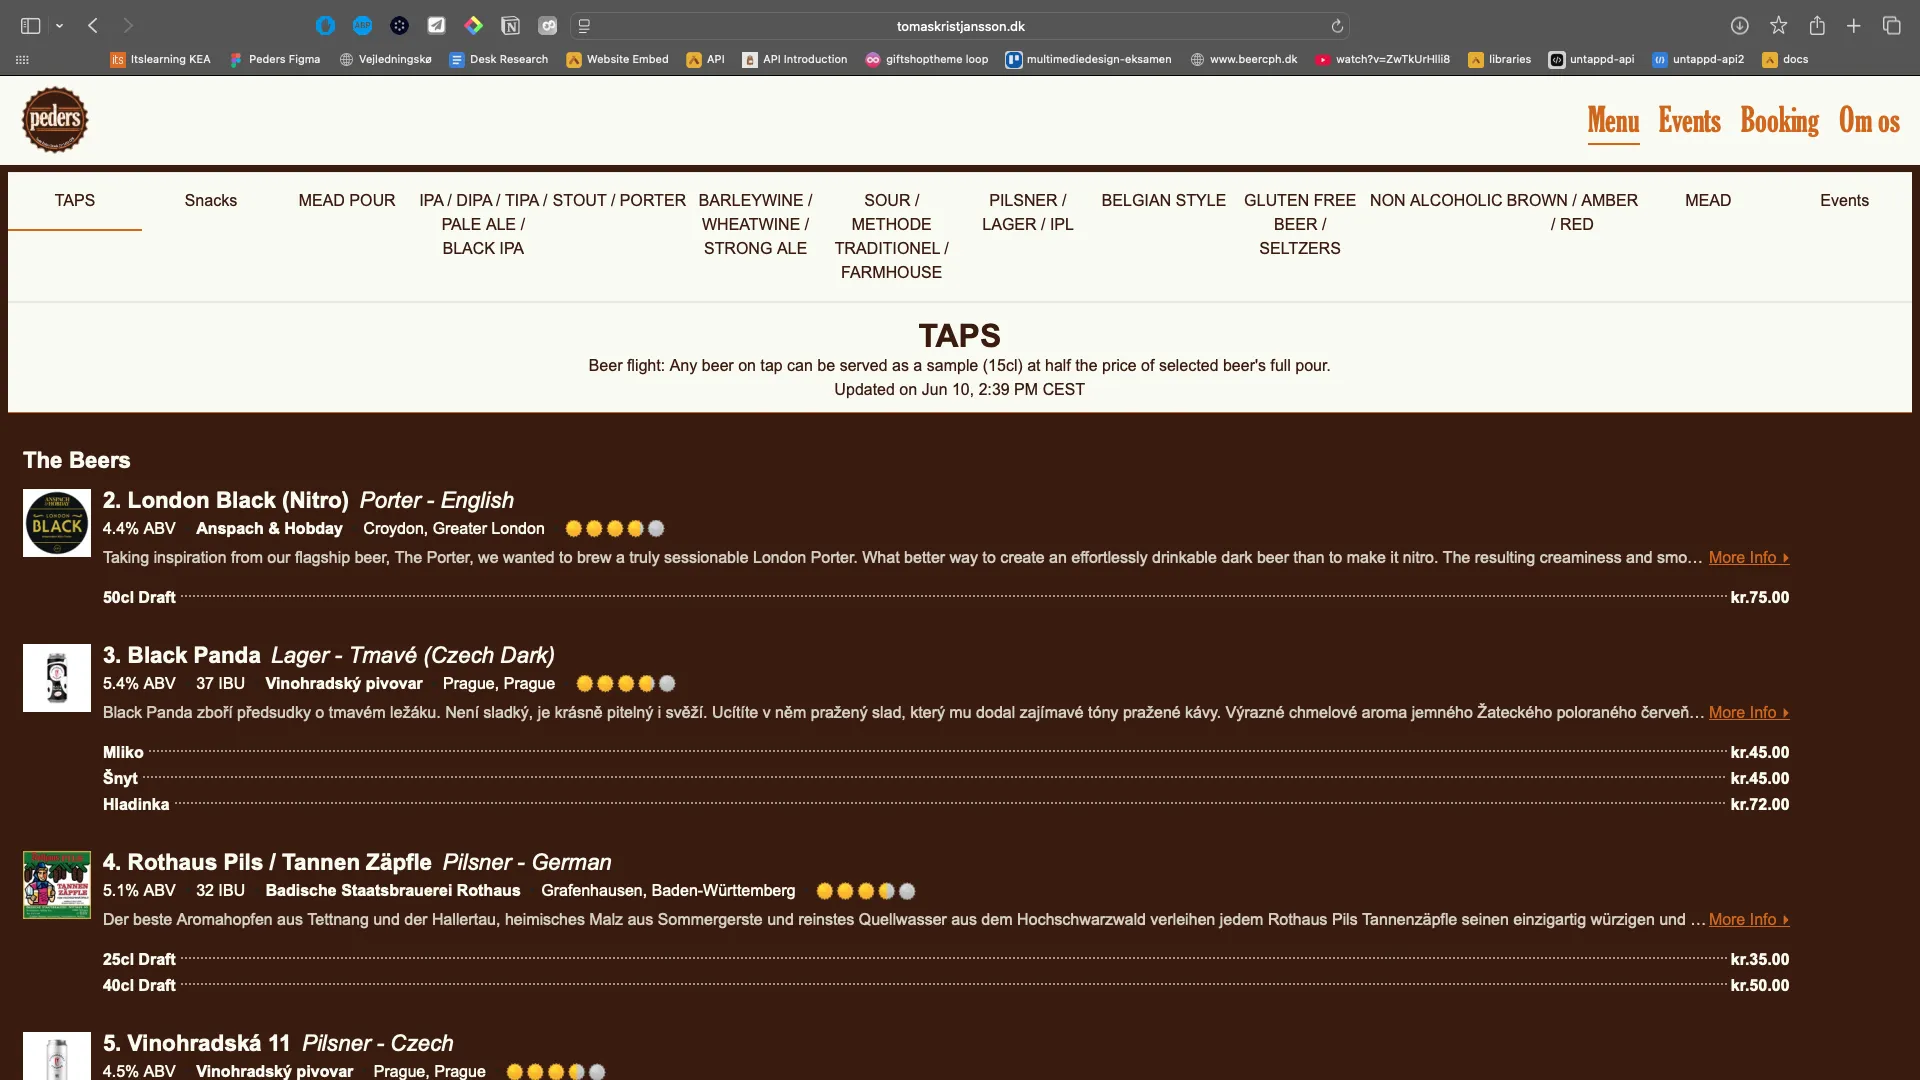 tomaskristjansson.dk
Itslearning KEA Peders Figma Vejledningskø Desk Research Website Embed API API Introduction giftshoptheme loop multimediedesign-eksamen www.beercph.dk watch?v=ZwTkUrHlli8 libraries untappd-api untappd-api2 docs
peders
Menu Events Booking Om os
TAPS
Snacks
MEAD POUR
IPA / DIPA / TIPA /
PALE ALE /
BLACK IPA
STOUT / PORTER
BARLEYWINE /
WHEATWINE /
STRONG ALE
SOUR /
METHODE
TRADITIONEL /
FARMHOUSE
PILSNER /
LAGER / IPL
BELGIAN STYLE
GLUTEN FREE
BEER /
SELTZERS
NON ALCOHOLIC
BROWN / AMBER
/ RED
MEAD
Events
TAPS
Beer flight: Any beer on tap can be served as a sample (15cl) at half the price of selected beer's full pour.
Updated on Jun 10, 2:39 PM CEST
The Beers
2. London Black (Nitro) Porter - English
4.4% ABV Anspach & Hobday Croydon, Greater London
Taking inspiration from our flagship beer, The Porter, we wanted to brew a truly sessionable London Porter. What better way to create an effortlessly drinkable dark beer than to make it nitro. The resulting creaminess and smo… More Info
50cl Draft kr.75.00
3. Black Panda Lager - Tmavé (Czech Dark)
5.4% ABV 37 IBU Vinohradský pivovar Prague, Prague
Black Panda zboří předsudky o tmavém ležáku. Není sladký, je krásně pitelný i svěží. Ucítíte v něm pražený slad, který mu dodal zajímavé tóny pražené kávy. Výrazné chmelové aroma jemného Žateckého poloraného červeň… More Info
Mliko kr.45.00
Šnyt kr.45.00
Hladinka kr.72.00
4. Rothaus Pils / Tannen Zäpfle Pilsner - German
5.1% ABV 32 IBU Badische Staatsbrauerei Rothaus Grafenhausen, Baden-Württemberg
Der beste Aromahopfen aus Tettnang und der Hallertau, heimisches Malz aus Sommergerste und reinstes Quellwasser aus dem Hochschwarzwald verleihen jedem Rothaus Pils Tannenzäpfle seinen einzigartig würzigen und … More Info
25cl Draft kr.35.00
40cl Draft kr.50.00
5. Vinohradská 11 Pilsner - Czech
4.5% ABV Vinohradský pivovar Prague, Prague